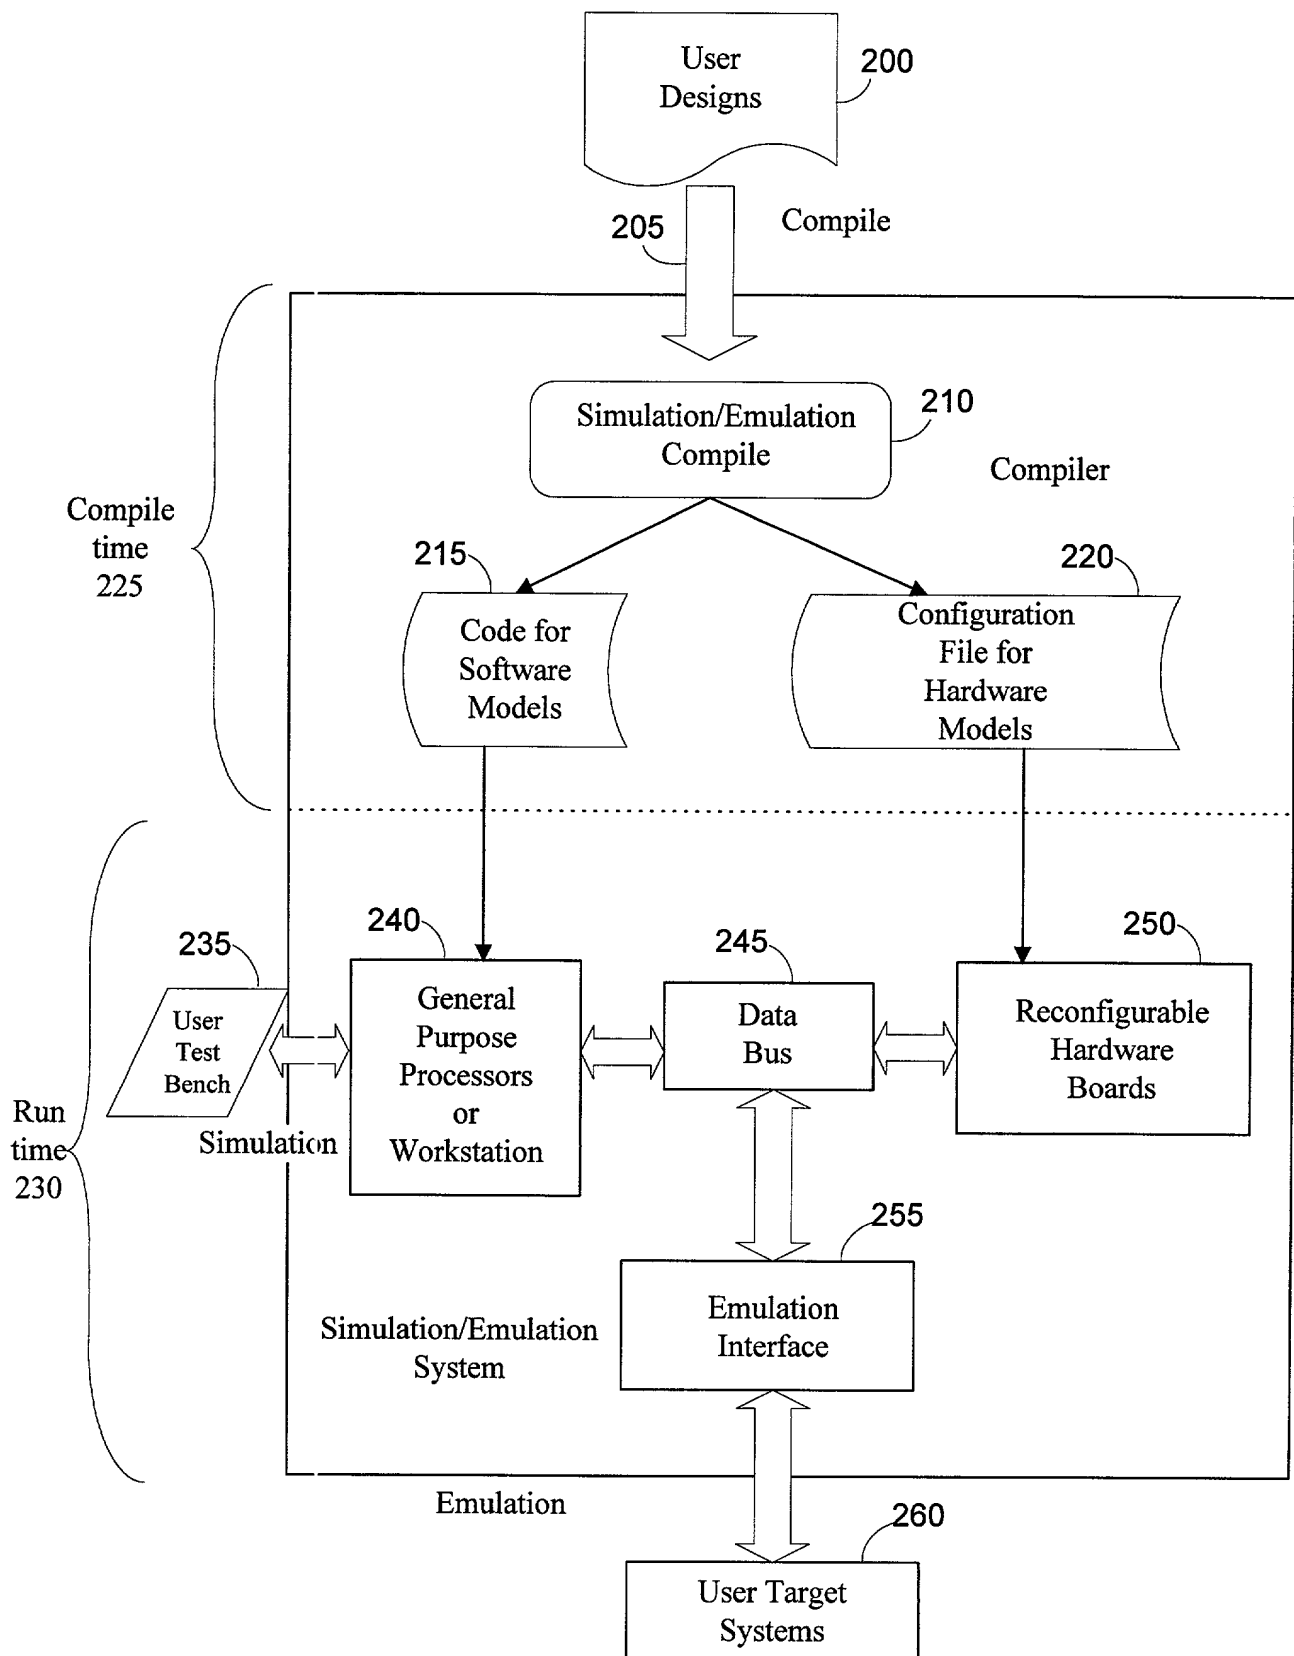 User
Designs
200
205
Compile
Simulation/Emulation
Compile
210
Compiler
Compile
time
225
215
220
Code for
Software
Models
Configuration
File for
Hardware
Models
235
240
245
250
User
Test
Bench
General
Purpose
Processors
or
Workstation
Data
Bus
Reconfigurable
Hardware
Boards
Run
time
230
Simulation
255
Emulation
Interface
Simulation/Emulation
System
Emulation
260
User Target
Systems